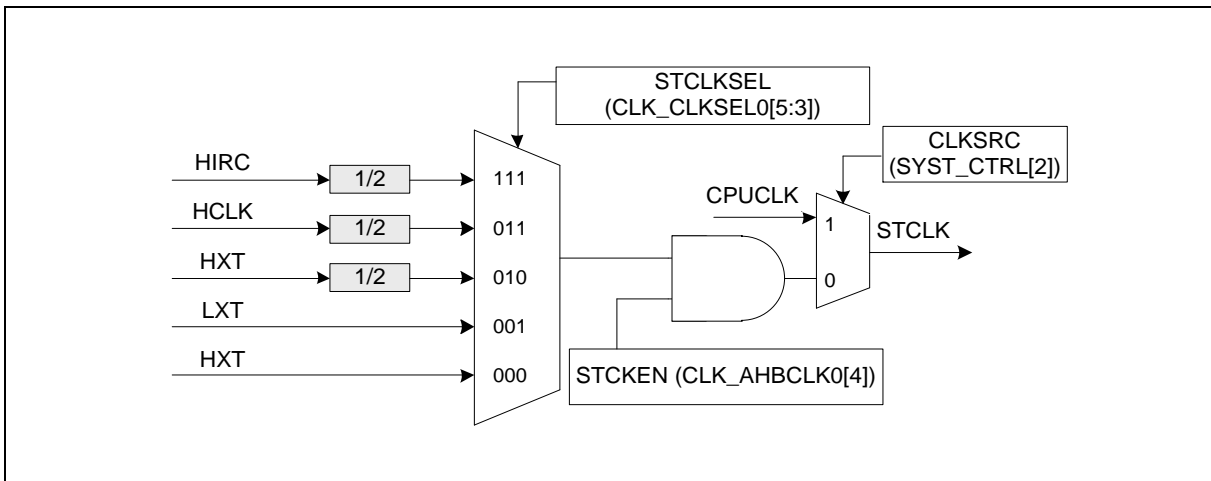 STCLKSEL
(CLK_CLKSEL0[5:3])
CLKSRC
(SYST_CTRL[2])
HIRC
1/2
111
CPUCLK
1
HCLK
1/2
011
STCLK
HXT
1/2
010
0
LXT
001
HXT
000
STCKEN (CLK_AHBCLK0[4])